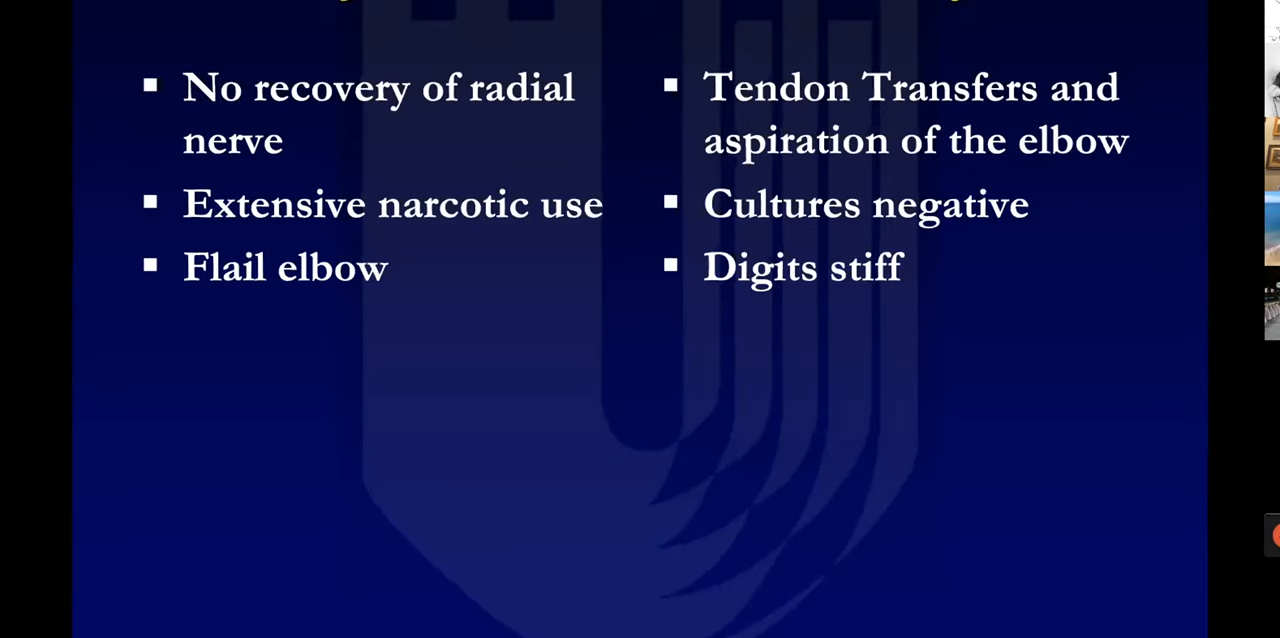 No recovery of radial
nerve
Extensive narcotic use
Flail elbow
Tendon Transfers and
aspiration of the elbow
Cultures negative
Digits stiff